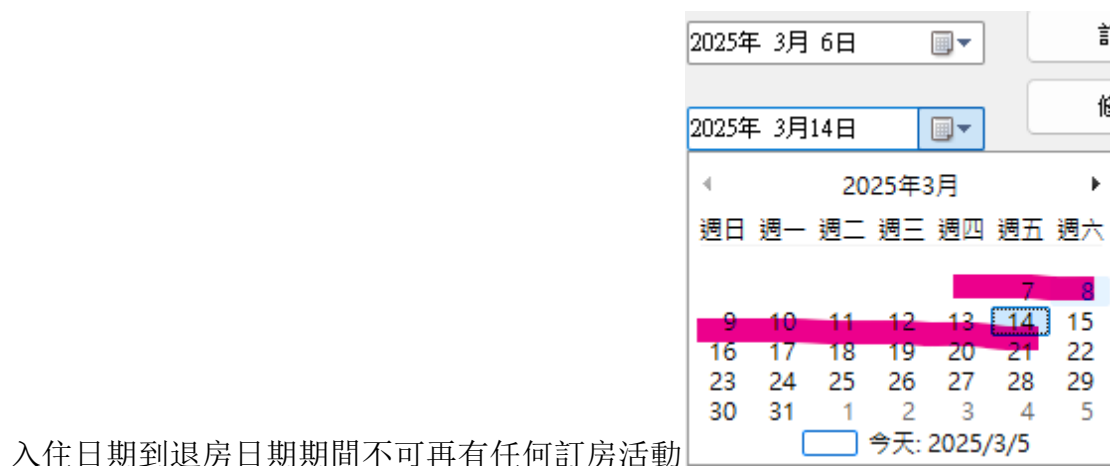 2025年 3月 6日
2025年 3月14日
2025年3月
週日 週一 週二 週三 週四 週五 週六
7 8
9 10 11 12 13 14 15
16 17 18 19 20 21 22
23 24 25 26 27 28 29
30 31 1 2 3 4 5
今天: 2025/3/5
入住日期到退房日期期間不可再有任何訂房活動